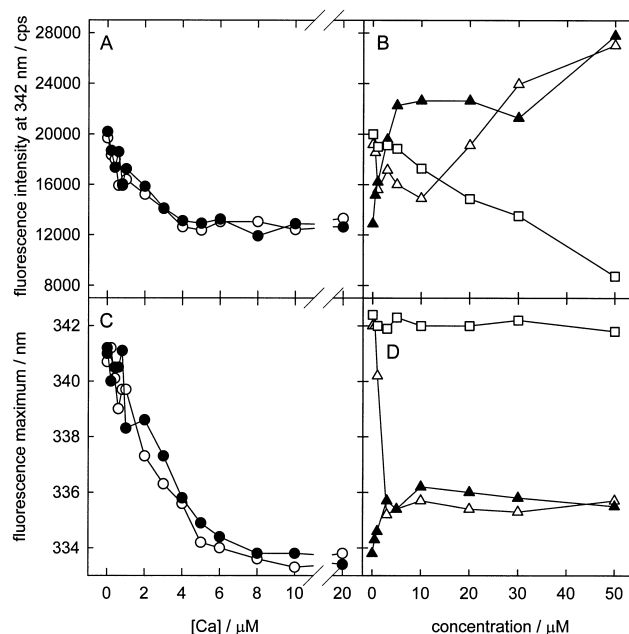 A
B
fluorescence intensity at 342 nm / cps
28000
24000
20000
16000
12000
8000
C
D
fluorescence maximum / nm
342
340
338
336
334
0 2 4 6 8 10 20
0 10 20 30 40 50
[Ca] / μM
concentration / μM